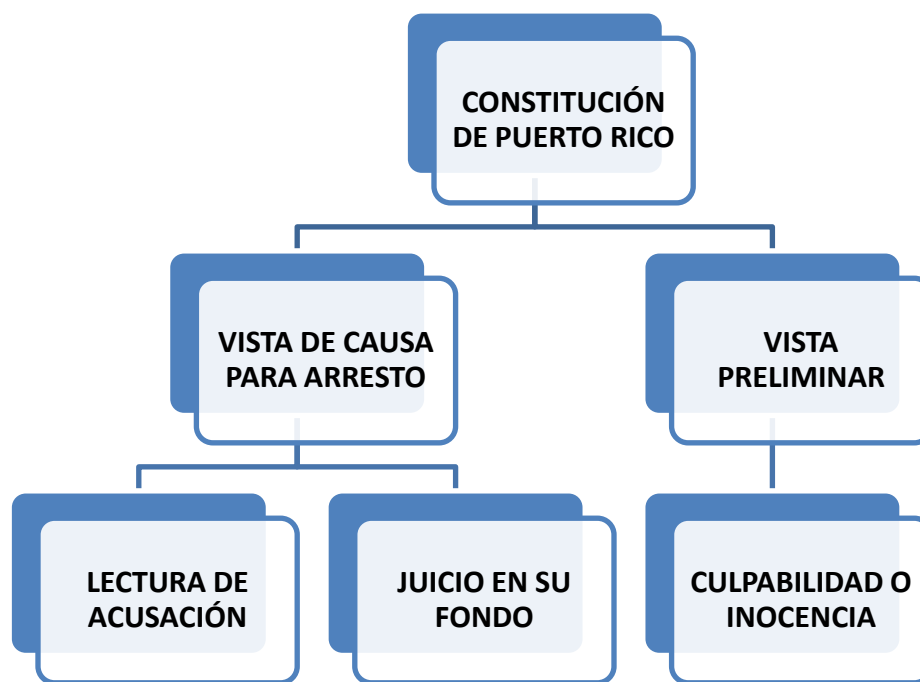 CONSTITUCIÓN
DE PUERTO RICO
VISTA DE CAUSA
PARA ARRESTO
VISTA
PRELIMINAR
LECTURA DE
ACUSACIÓN
JUICIO EN SU
FONDO
CULPABILIDAD O
INOCENCIA